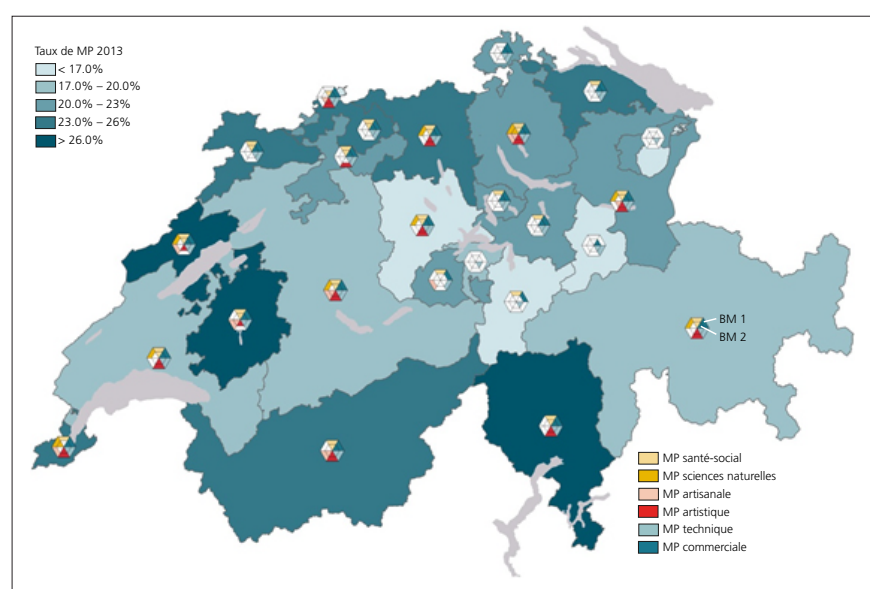 Taux de MP 2013
< 17.0%
17.0% – 20.0%
20.0% – 23%
23.0% – 26%
> 26.0%
BM 1
BM 2
MP santé-social
MP sciences naturelles
MP artisanale
MP artistique
MP technique
MP commerciale